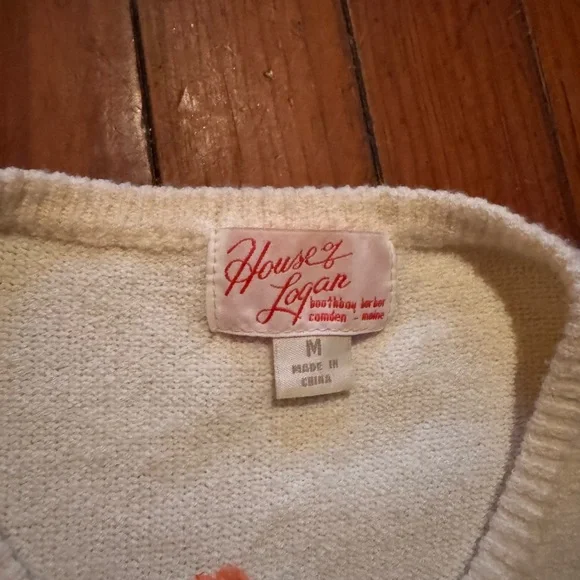 House of
Logan
boothbay harbor
camden - maine
M
MADE IN
CHINA